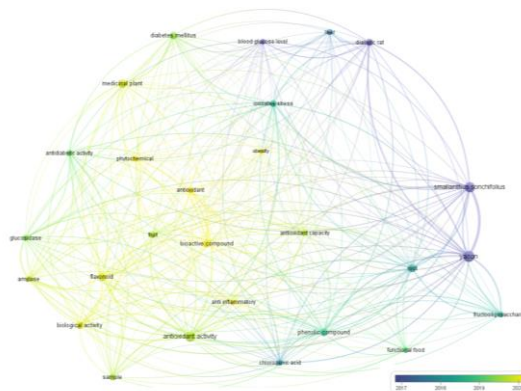 diabetes mellitus
blood glucose level
diabetic rat
medicinal plant
oxidative stress
antidiabetic activity
phytochemical
obesity
antioxidant
smallanthus sonchifolius
glucosidase
fruit
antioxidant capacity
bioactive compound
yacon
amylase
flavonoid
anti inflammatory
fructooligosaccharide
biological activity
antioxidant activity
phenolic compound
functional food
chlorogenic acid
sample
2017 2018 2019